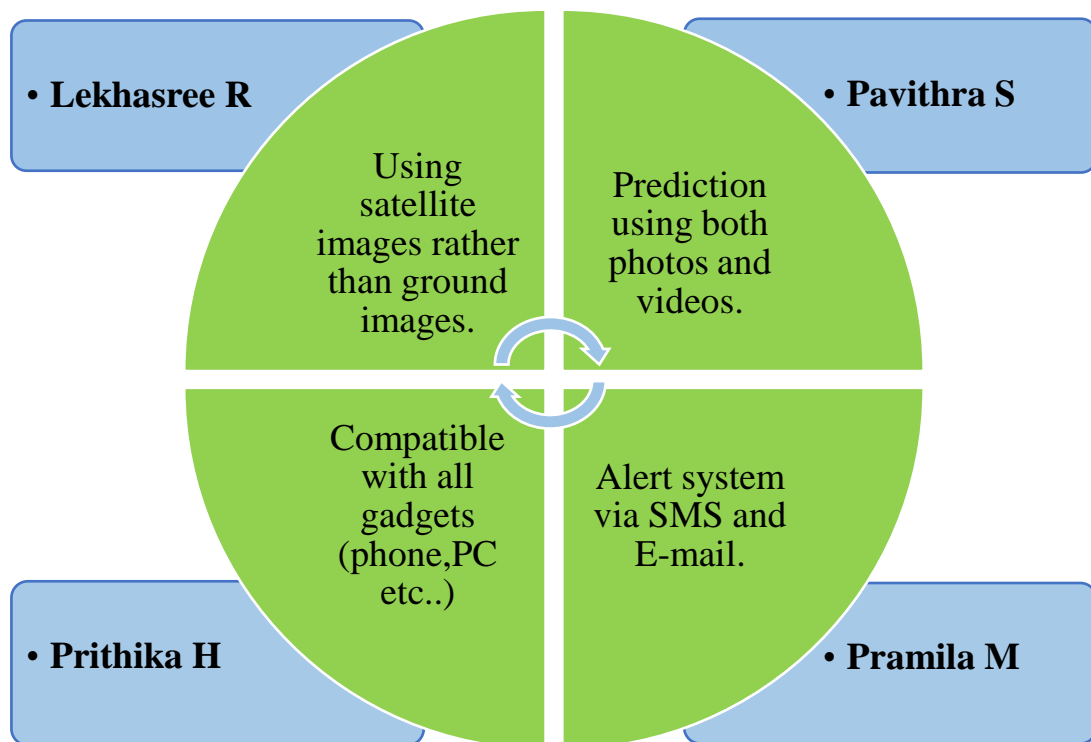 • Lekhasree R
Using
satellite
images rather
than ground
images.
• Pavithra S
Prediction
using both
photos and
videos.
Compatible
with all
gadgets
(phone,PC
etc..)
• Prithika H
Alert system
via SMS and
E-mail.
• Pramila M